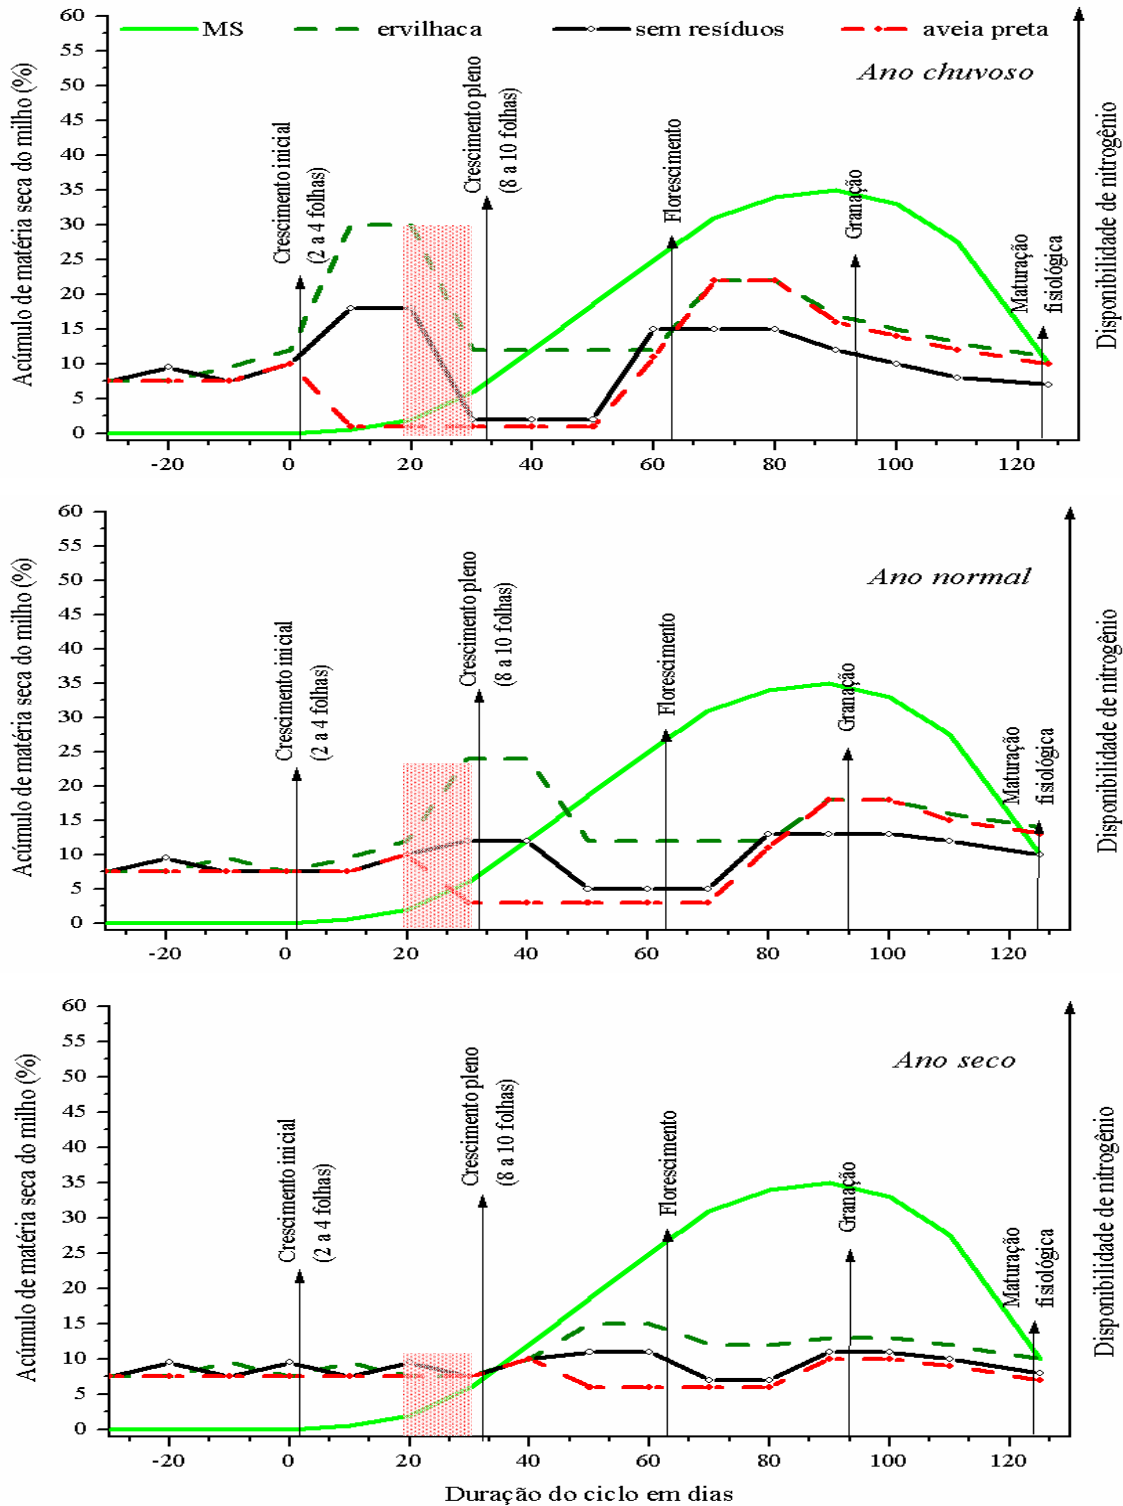 MS
ervilhaca
sem resíduos
aveia preta
Ano chuvoso
Acúmulo de matéria seca do milho (%)
60
55
50
45
40
35
30
25
20
15
10
5
0
Crescimento inicial
(2 a 4 folhas)
Crescimento pleno
(8 a 10 folhas)
Florescimento
Granação
Maturação
fisiológica
Disponibilidade de nitrogênio
-20 0 20 40 60 80 100 120
Ano normal
Acúmulo de matéria seca do milho (%)
60
55
50
45
40
35
30
25
20
15
10
5
0
Crescimento inicial
(2 a 4 folhas)
Crescimento pleno
(8 a 10 folhas)
Florescimento
Granação
Maturação
fisiológica
Disponibilidade de nitrogênio
-20 0 20 40 60 80 100 120
Ano seco
Acúmulo de matéria seca do milho (%)
60
55
50
45
40
35
30
25
20
15
10
5
0
Crescimento inicial
(2 a 4 folhas)
Crescimento pleno
(8 a 10 folhas)
Florescimento
Granação
Maturação
fisiológica
Disponibilidade de nitrogênio
-20 0 20 40 60 80 100 120
Duração do ciclo em dias